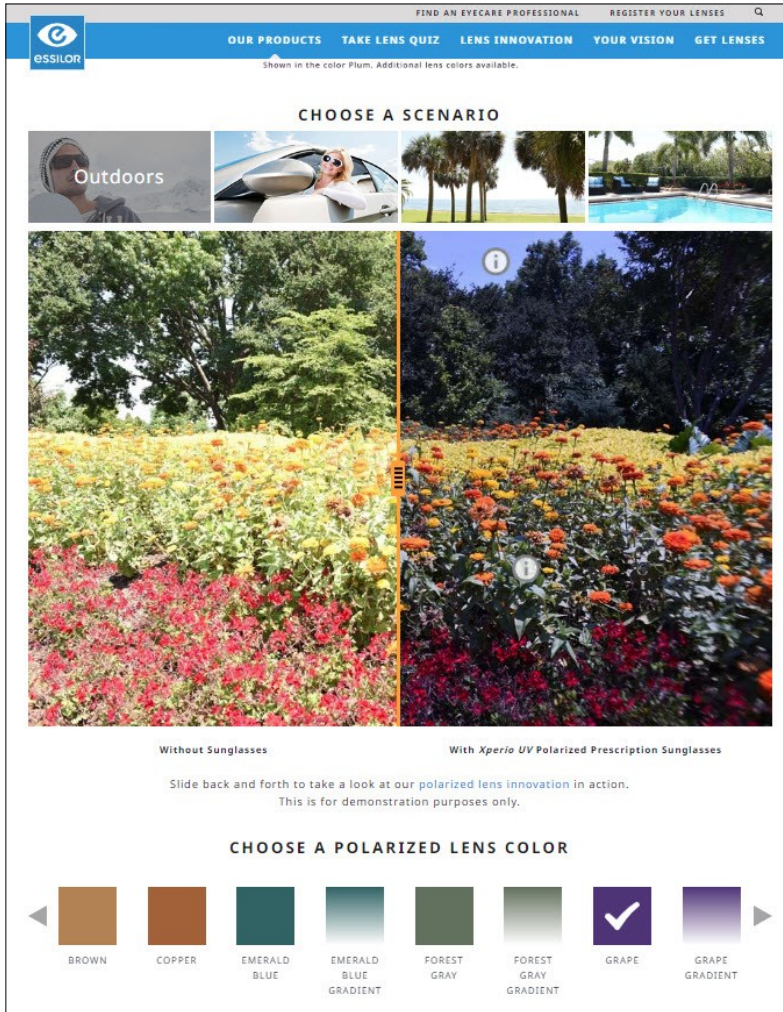 FIND AN EYECARE PROFESSIONAL REGISTER YOUR LENSES
essilor
OUR PRODUCTS TAKE LENS QUIZ LENS INNOVATION YOUR VISION GET LENSES
Shown in the color Plum. Additional lens colors available.
CHOOSE A SCENARIO
Outdoors
i
i
Without Sunglasses With Xperio UV Polarized Prescription Sunglasses
Slide back and forth to take a look at our polarized lens innovation in action.
This is for demonstration purposes only.
CHOOSE A POLARIZED LENS COLOR
BROWN COPPER EMERALD EMERALD FOREST FOREST GRAPE GRAPE
BLUE BLUE GRAY GRAY GRADIENT
GRADIENT GRADIENT